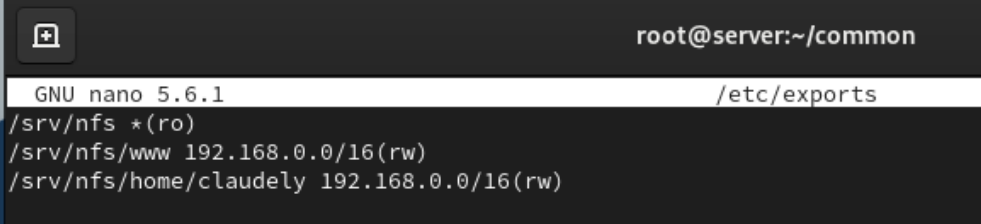 root@server:~/common
GNU nano 5.6.1 /etc/exports
/srv/nfs *(ro)
/srv/nfs/www 192.168.0.0/16(rw)
/srv/nfs/home/claudely 192.168.0.0/16(rw)